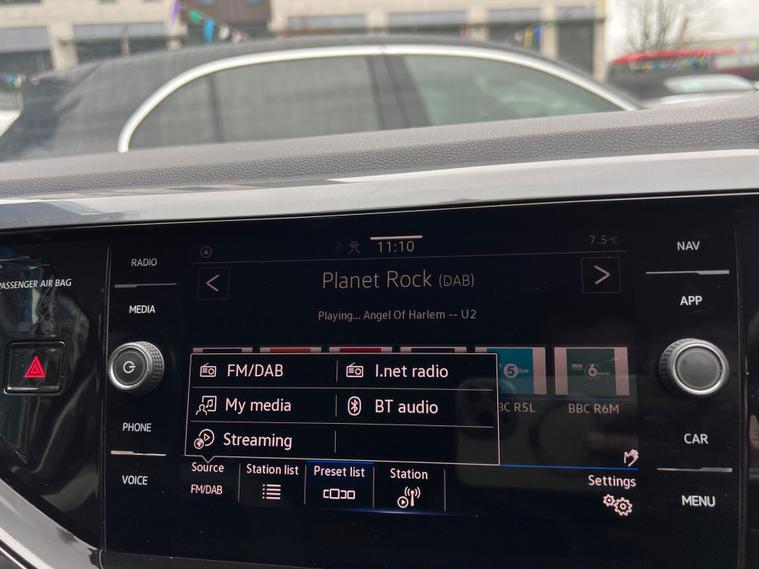 11:10
7.5°C
Planet Rock (DAB)
Playing... Angel Of Harlem -- U2
PASSENGER AIR BAG
RADIO
MEDIA
PHONE
VOICE
NAV
APP
CAR
MENU
FM/DAB
I.net radio
My media
BT audio
Streaming
BC R5L
BBC R6M
Source
FM/DAB
Station list
Preset list
Station
Settings